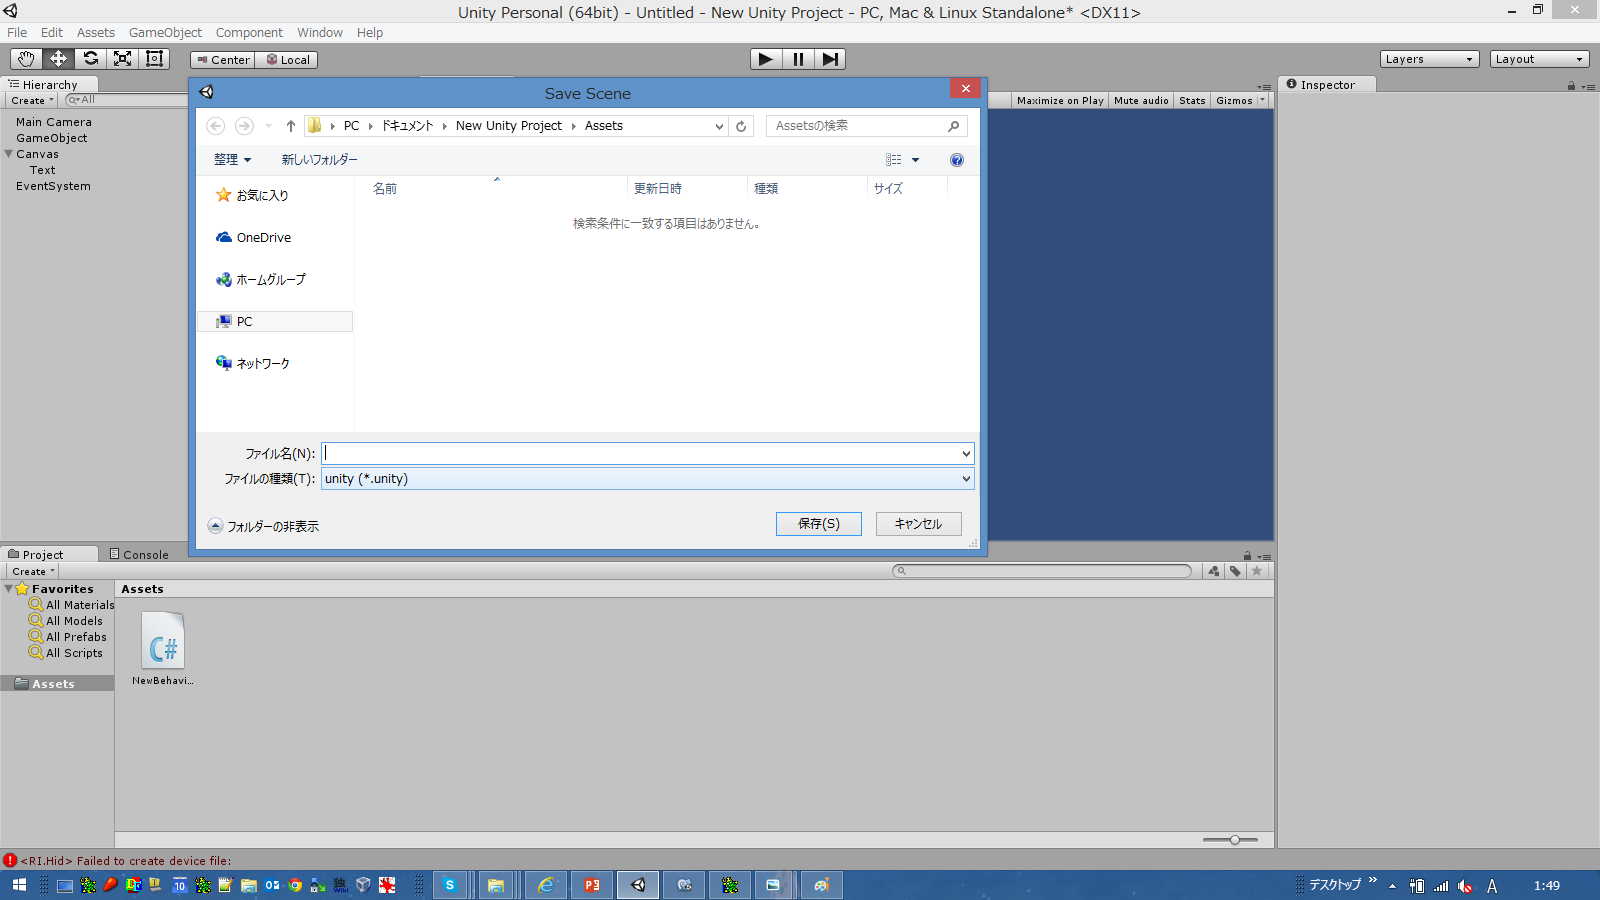 Unity Personal (64bit) - Untitled - New Unity Project - PC, Mac & Linux Standalone* <DX11>
File Edit Assets GameObject Component Window Help
Center Local
Layers Layout
Hierarchy
Create All
Main Camera
GameObject
Canvas
Text
EventSystem
Save Scene
PC ドキュメント New Unity Project Assets
Assetsの検索
整理 新しいフォルダー
名前 更新日時 種類 サイズ
検索条件に一致する項目はありません。
お気に入り
OneDrive
ホームグループ
PC
ネットワーク
ファイル名(N):
ファイルの種類(T): unity (*.unity)
フォルダーの非表示
保存(S) キャンセル
Maximize on Play Mute audio Stats Gizmos
Inspector
Project Console
Create
Favorites
All Materials
All Models
All Prefabs
All Scripts
Assets
Assets
C#
NewBehavi...
<RI.Hid> Failed to create device file:
デスクトップ
A
1:49